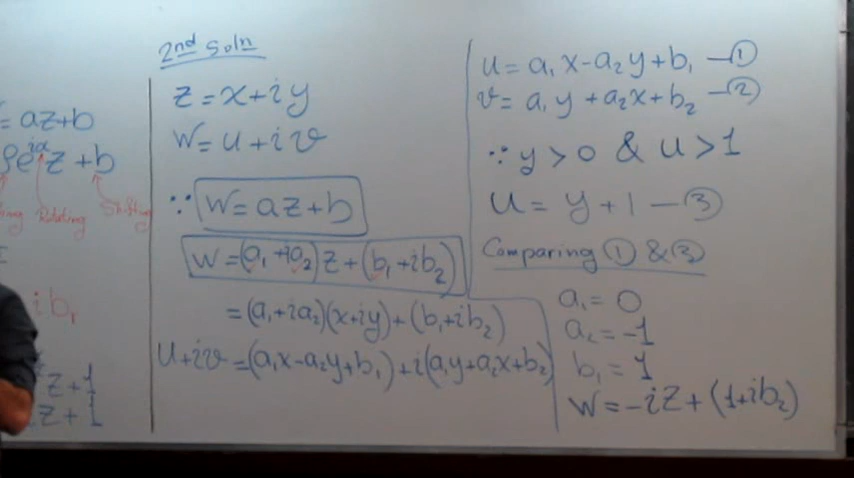 = az+b
ρe^{iα}z + b
Rotating Shifting
ib₁
z+1
z+1
2nd Soln
z = x+iy
w = u+iv
∵ w = az+b
w = (a₁+ia₂)z+(b₁+ib₂)
= (a₁+ia₂)(x+iy)+(b₁+ib₂)
u+iv = (a₁x-a₂y+b₁)+i(a₁y+a₂x+b₂)
u = a₁x-a₂y+b₁ —①
v = a₁y+a₂x+b₂ —②
∵ y>0 & u>1
u = y+1 —③
Comparing ① & ③
a₁ = 0
a₂ = -1
b₁ = 1
w = -iz+(1+ib₂)